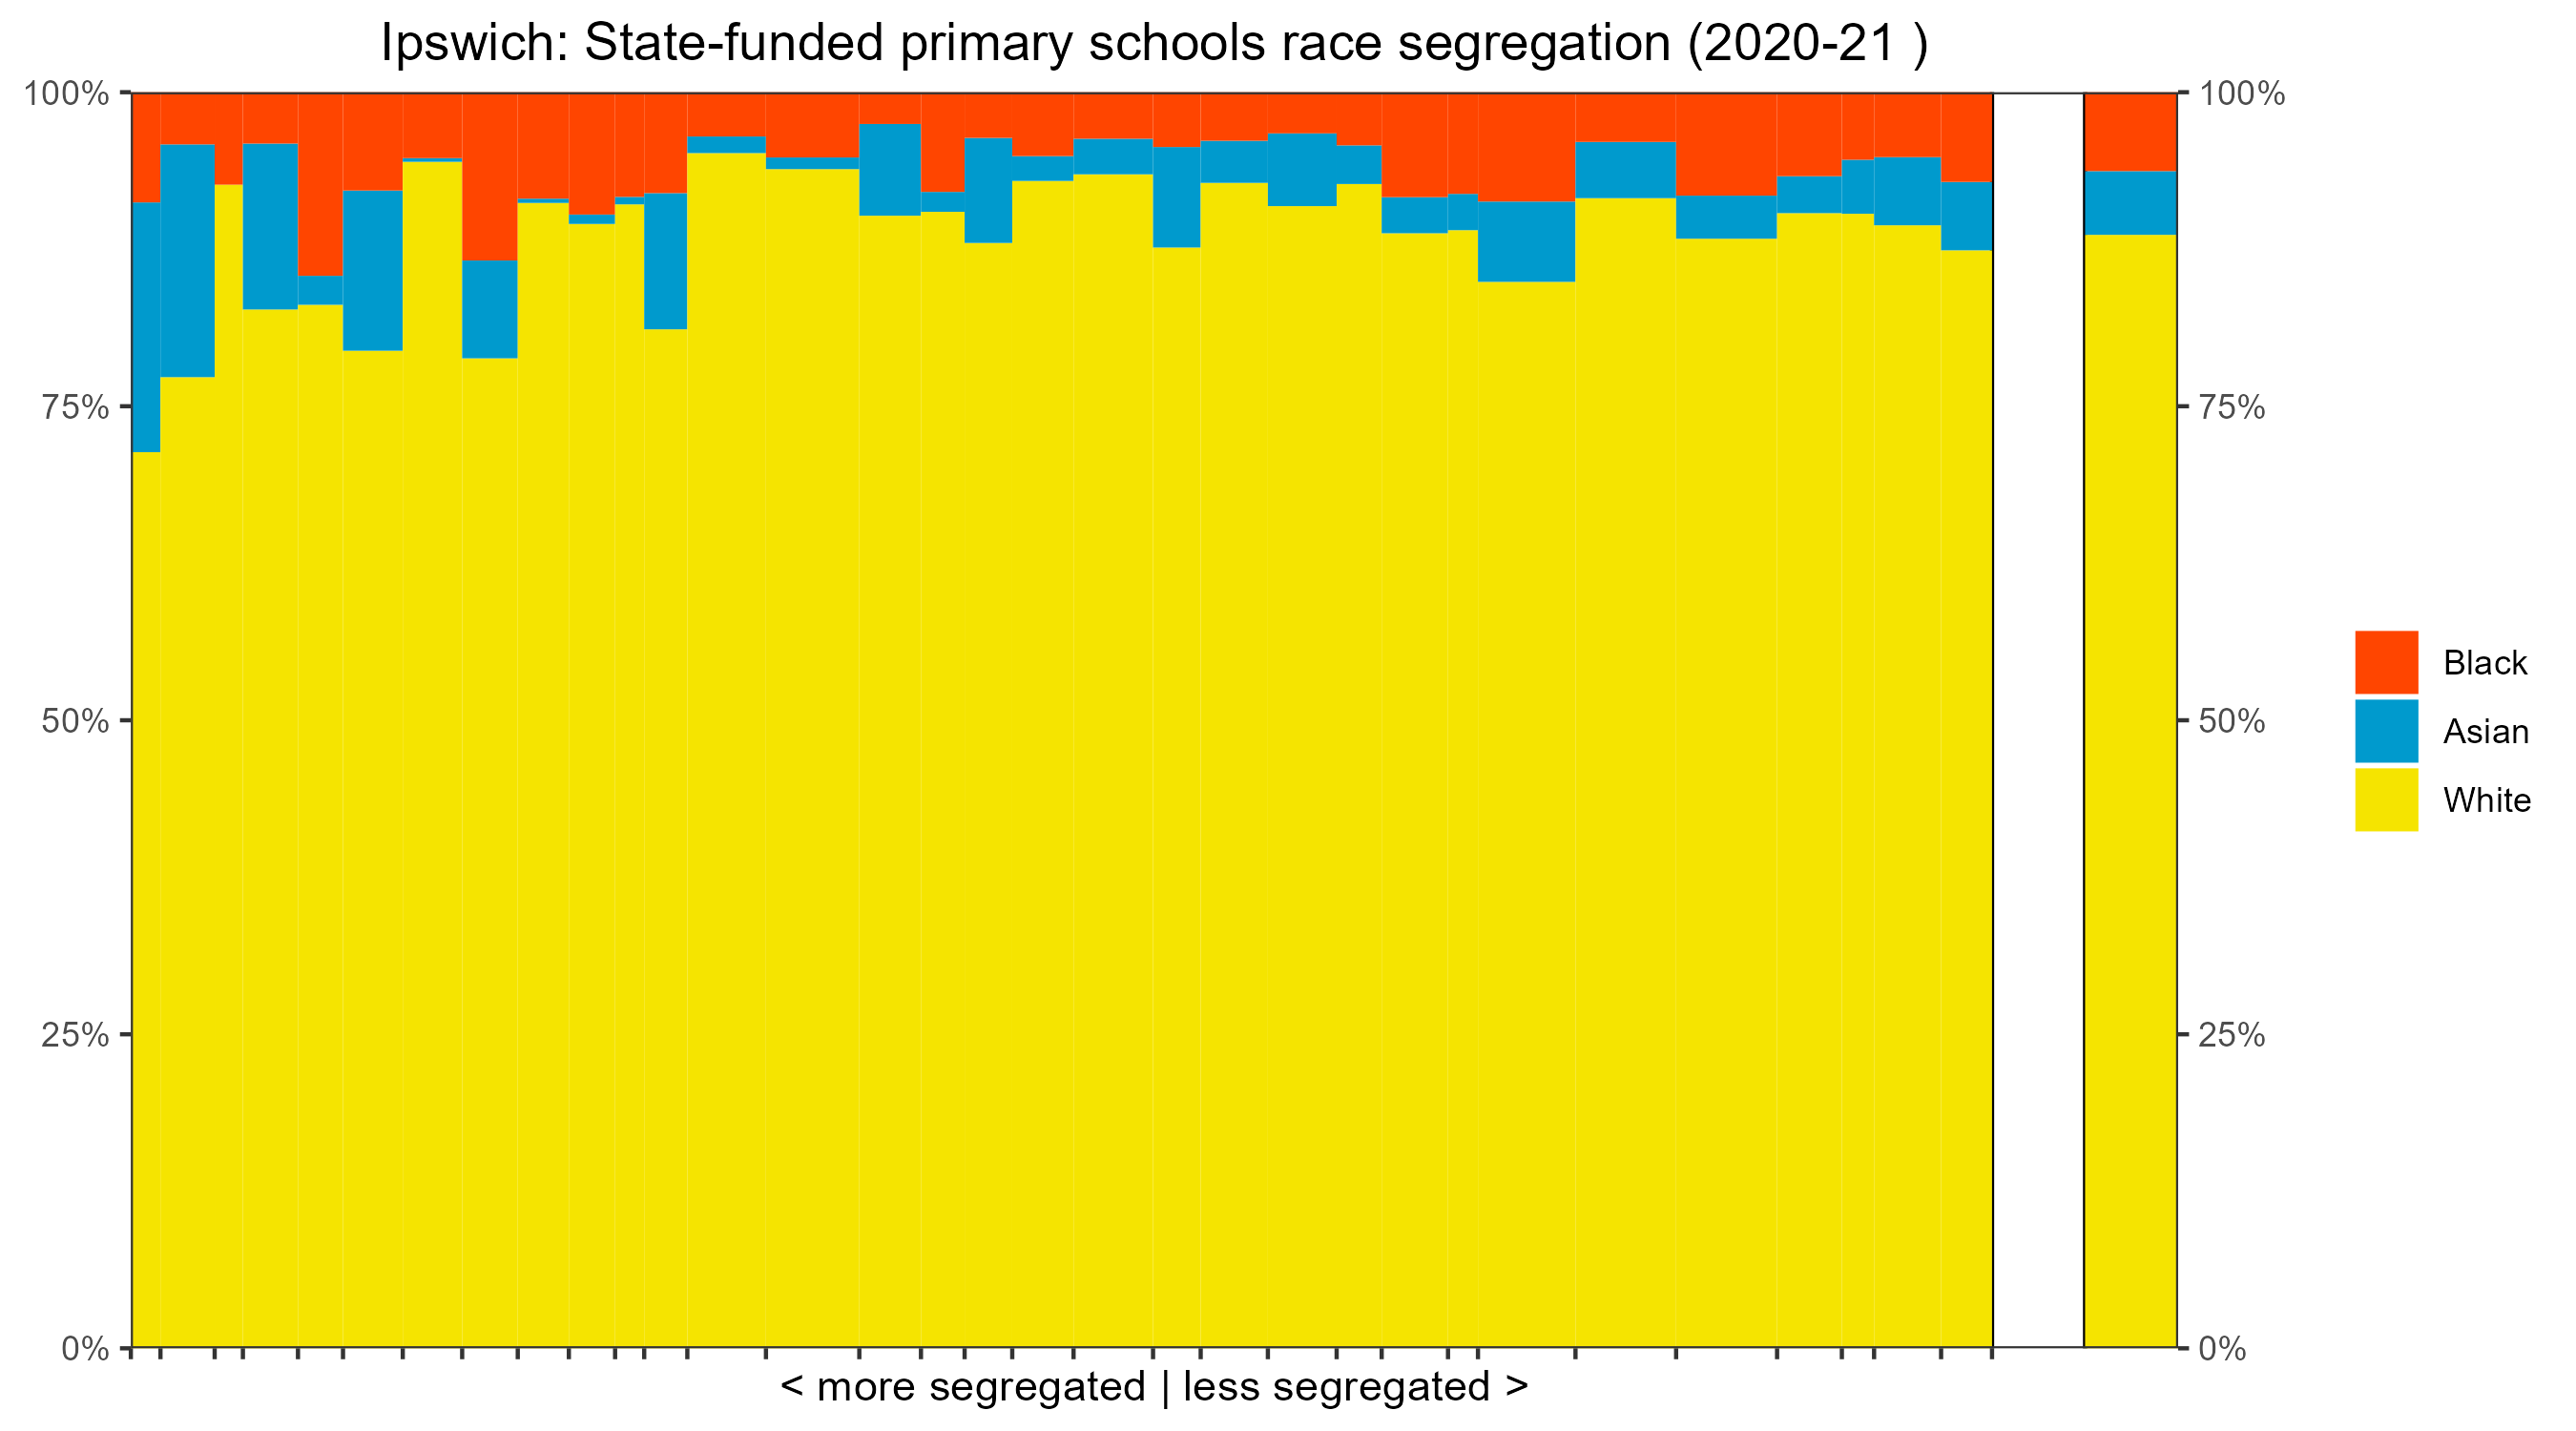 Ipswich: State-funded primary schools race segregation (2020-21 )
100%
75%
50%
25%
0%
100%
75%
50%
25%
0%
Black
Asian
White
< more segregated | less segregated >